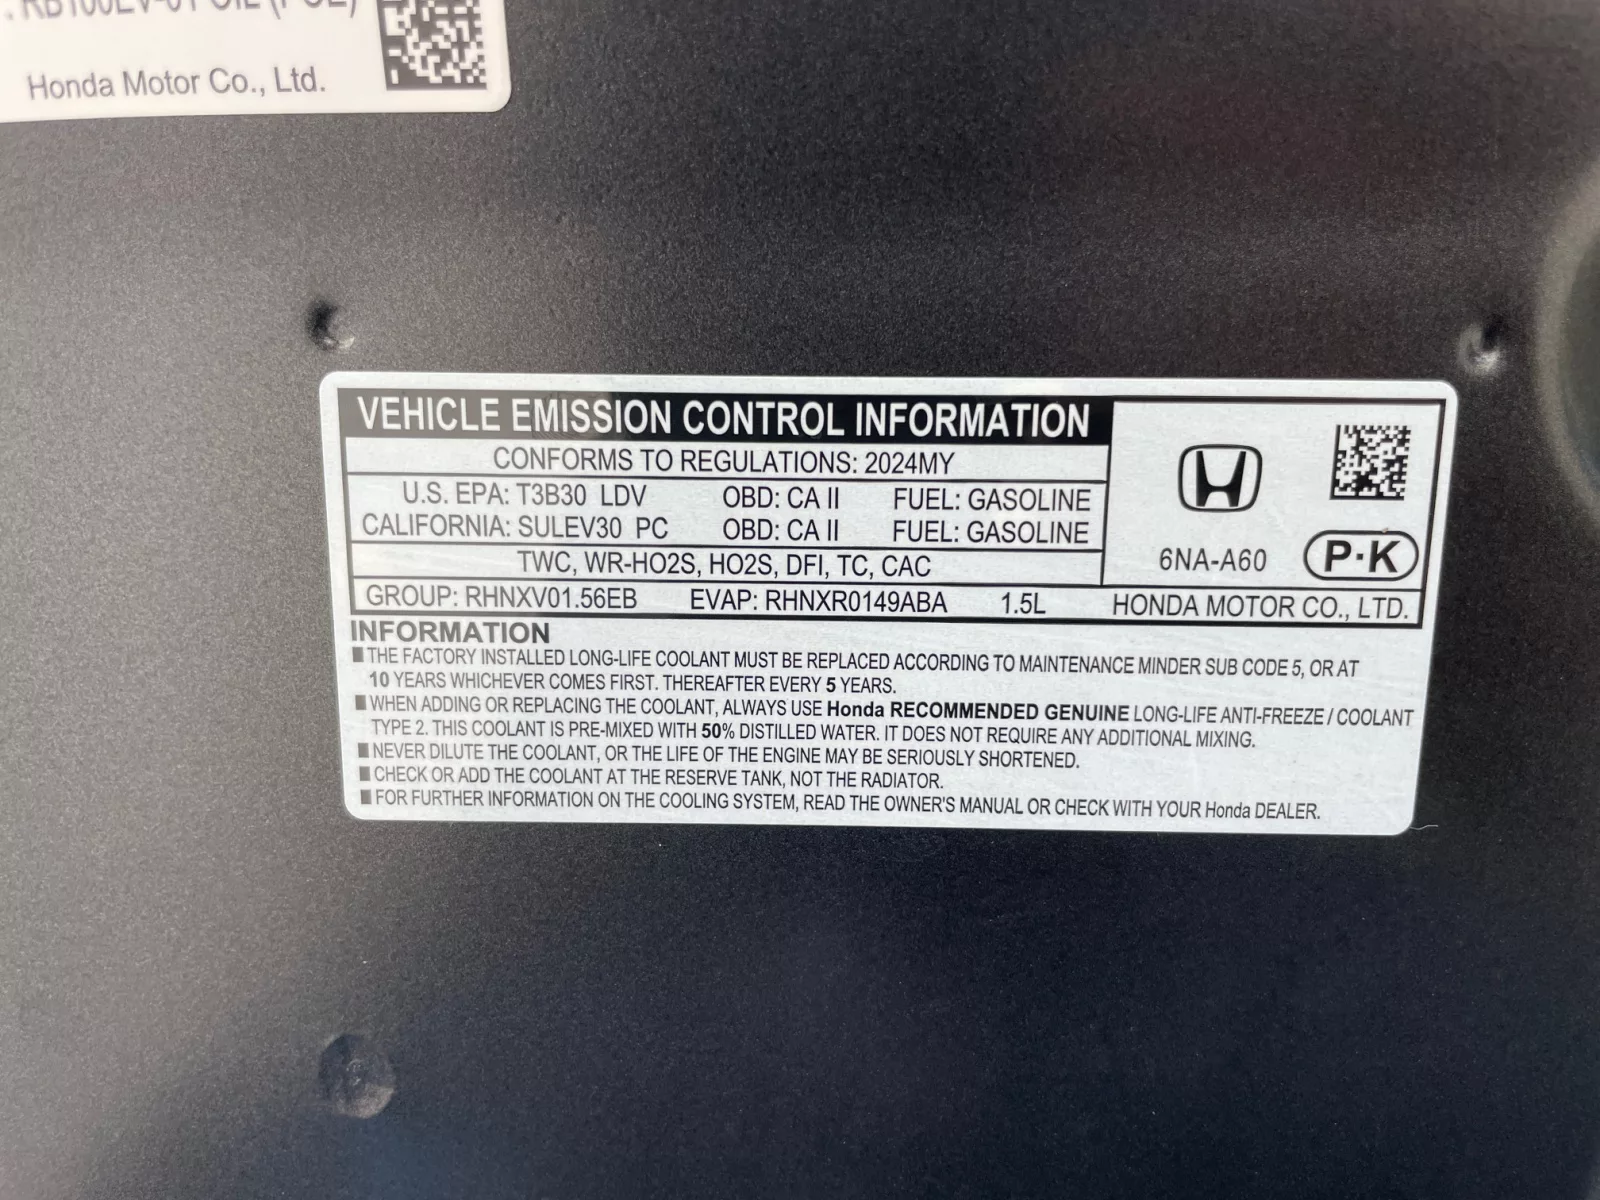 Honda Motor Co., Ltd.
VEHICLE EMISSION CONTROL INFORMATION
CONFORMS TO REGULATIONS: 2024MY
U.S. EPA: T3B30 LDV OBD: CA II FUEL: GASOLINE
CALIFORNIA: SULEV30 PC OBD: CA II FUEL: GASOLINE
TWC, WR-HO2S, HO2S, DFI, TC, CAC
6NA-A60 P·K
GROUP: RHNXV01.56EB EVAP: RHNXR0149ABA 1.5L HONDA MOTOR CO., LTD.
INFORMATION
■ THE FACTORY INSTALLED LONG-LIFE COOLANT MUST BE REPLACED ACCORDING TO MAINTENANCE MINDER SUB CODE 5, OR AT
10 YEARS WHICHEVER COMES FIRST. THEREAFTER EVERY 5 YEARS.
■ WHEN ADDING OR REPLACING THE COOLANT, ALWAYS USE Honda RECOMMENDED GENUINE LONG-LIFE ANTI-FREEZE / COOLANT
TYPE 2. THIS COOLANT IS PRE-MIXED WITH 50% DISTILLED WATER. IT DOES NOT REQUIRE ANY ADDITIONAL MIXING.
■ NEVER DILUTE THE COOLANT, OR THE LIFE OF THE ENGINE MAY BE SERIOUSLY SHORTENED.
■ CHECK OR ADD THE COOLANT AT THE RESERVE TANK, NOT THE RADIATOR.
■ FOR FURTHER INFORMATION ON THE COOLING SYSTEM, READ THE OWNER'S MANUAL OR CHECK WITH YOUR Honda DEALER.